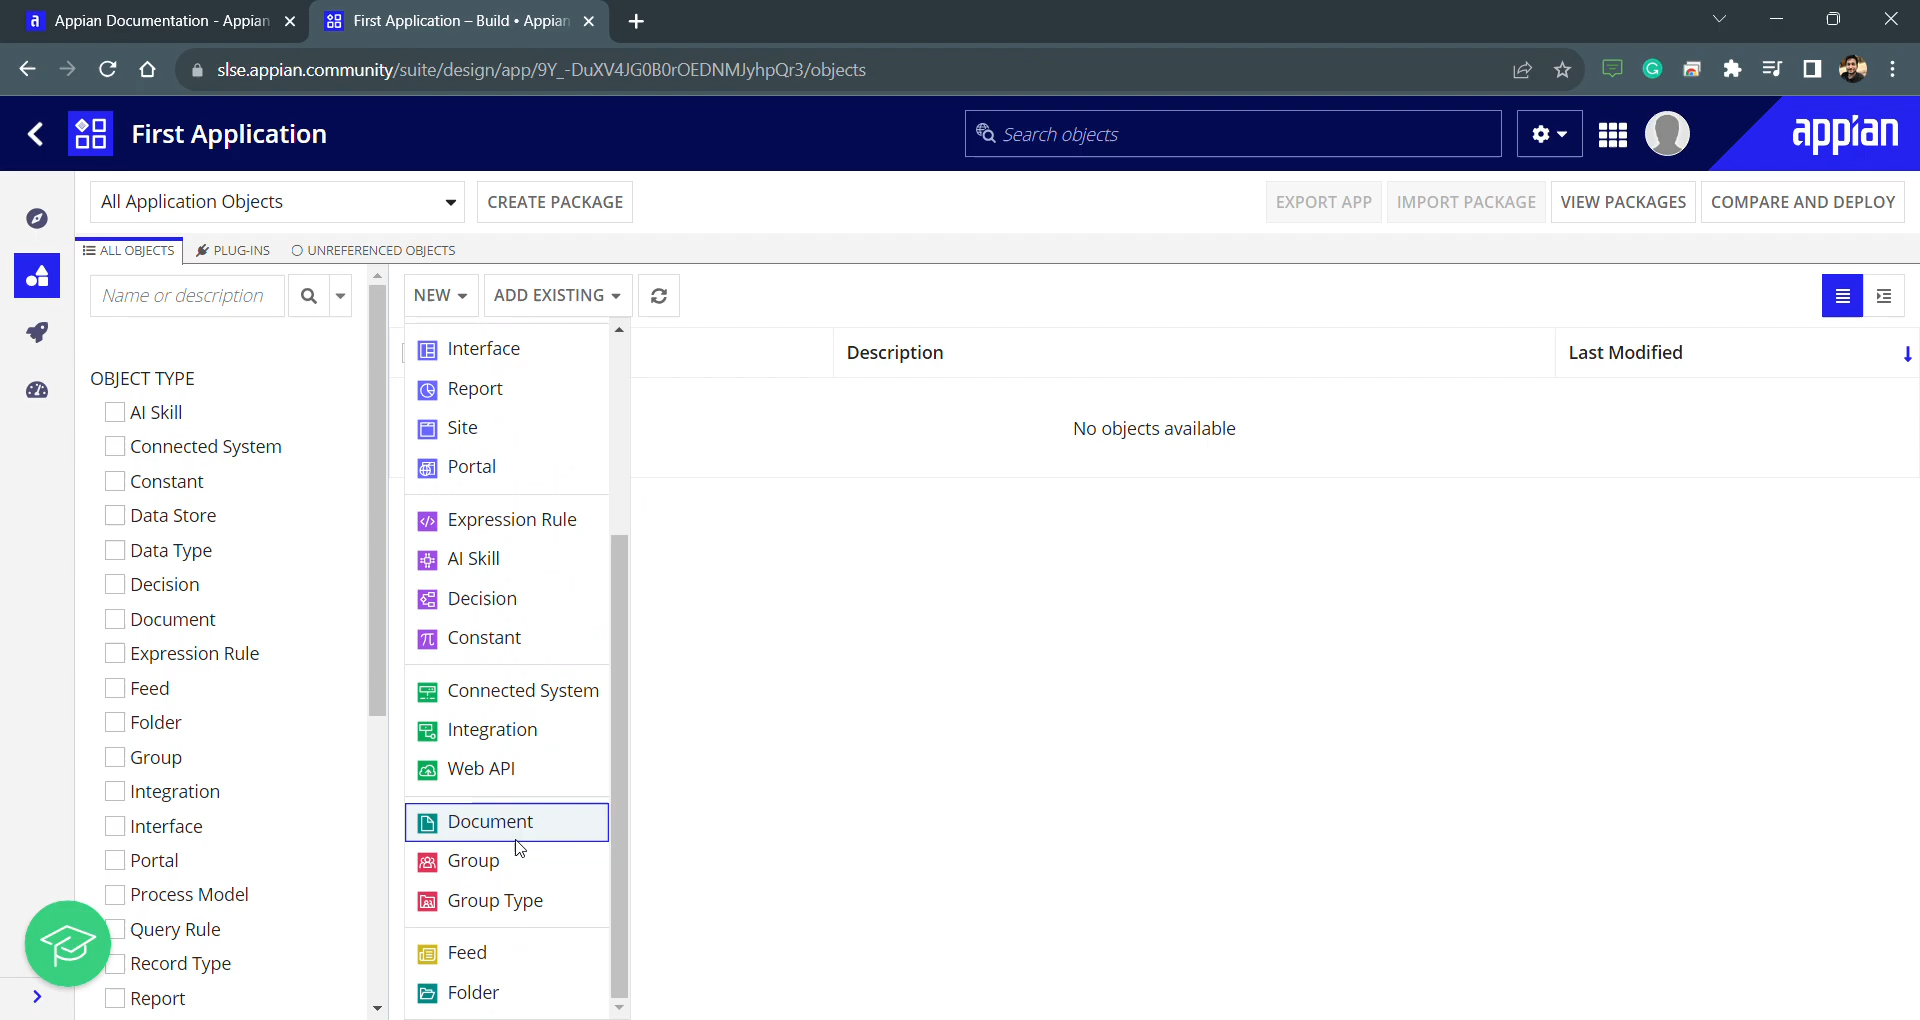 Appian Documentation - Appian
First Application – Build • Appian
slse.appian.community/suite/design/app/9Y_-DuXV4JG0B0rOEDNMJyhpQr3/objects
First Application
Search objects
appian
All Application Objects
CREATE PACKAGE
EXPORT APP
IMPORT PACKAGE
VIEW PACKAGES
COMPARE AND DEPLOY
ALL OBJECTS
PLUG-INS
UNREFERENCED OBJECTS
Name or description
NEW
ADD EXISTING
Description
Last Modified
No objects available
OBJECT TYPE
AI Skill
Connected System
Constant
Data Store
Data Type
Decision
Document
Expression Rule
Feed
Folder
Group
Integration
Interface
Portal
Process Model
Query Rule
Record Type
Report
Interface
Report
Site
Portal
Expression Rule
AI Skill
Decision
Constant
Connected System
Integration
Web API
Document
Group
Group Type
Feed
Folder